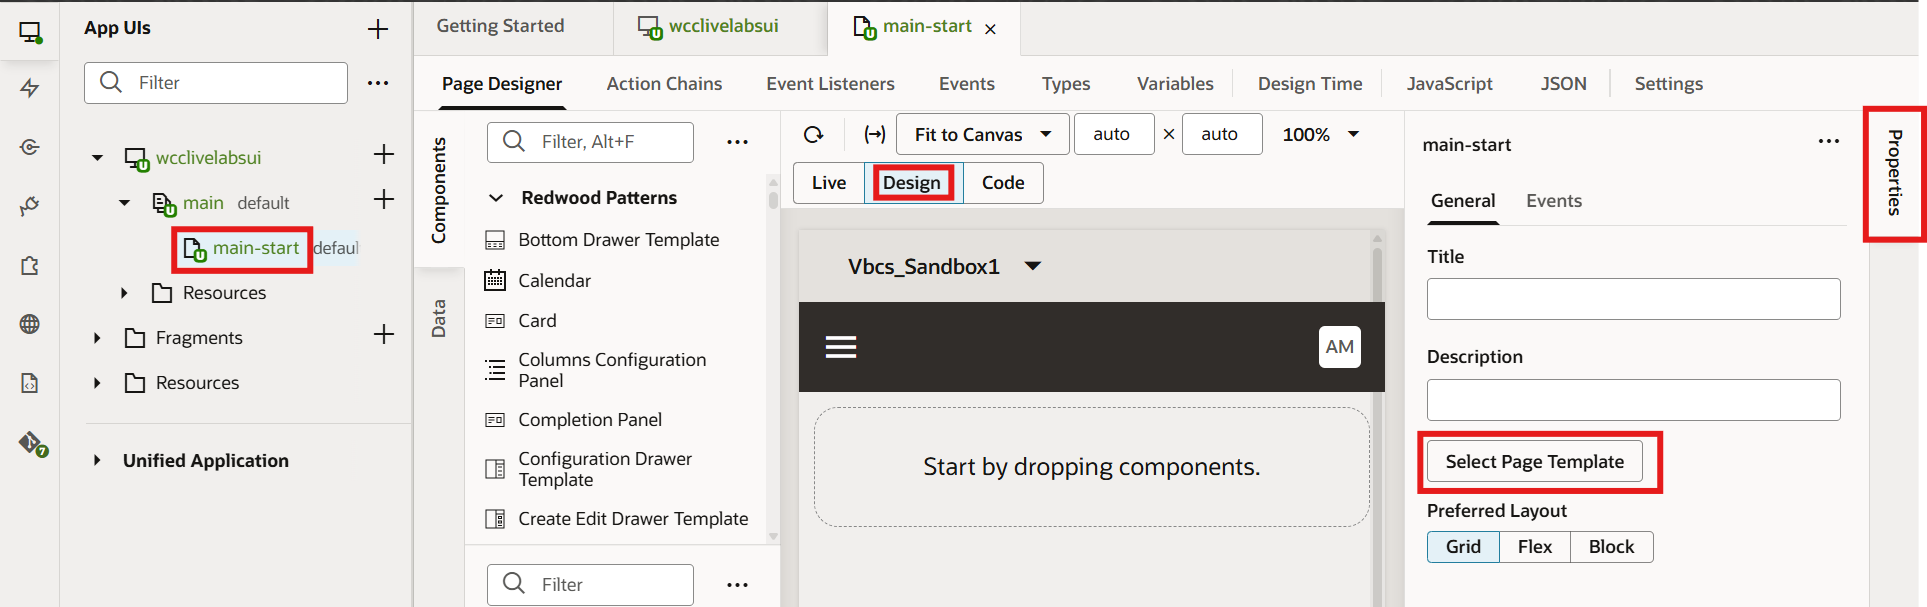 App UIs
Filter
wcclivelabsui
main default
main-start defaul
Resources
Fragments
Resources
Unified Application
7
Getting Started
wcclivelabsui
main-start
Page Designer
Action Chains
Event Listeners
Events
Types
Variables
Design Time
JavaScript
JSON
Settings
Components
Data
Filter, Alt+F
Redwood Patterns
Bottom Drawer Template
Calendar
Card
Columns Configuration
Panel
Completion Panel
Configuration Drawer
Template
Create Edit Drawer Template
Filter
Fit to Canvas
auto × auto
100%
Live
Design
Code
Vbcs_Sandbox1
AM
Start by dropping components.
main-start
General
Events
Title
Description
Select Page Template
Preferred Layout
Grid
Flex
Block
Properties